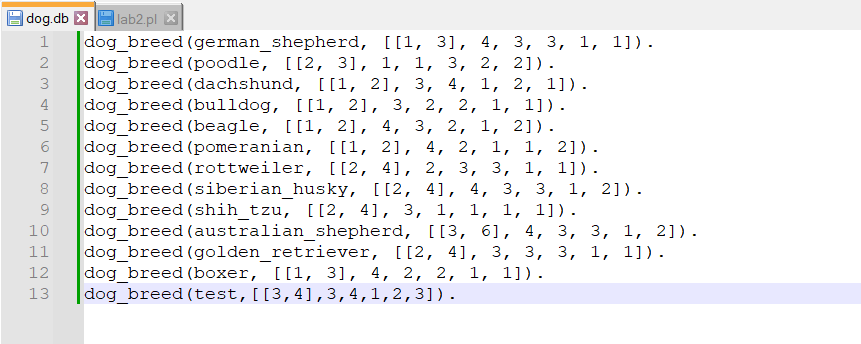 dog.db lab2.pl
1 dog_breed(german_shepherd, [[1, 3], 4, 3, 3, 1, 1]).
2 dog_breed(poodle, [[2, 3], 1, 1, 3, 2, 2]).
3 dog_breed(dachshund, [[1, 2], 3, 4, 1, 2, 1]).
4 dog_breed(bulldog, [[1, 2], 3, 2, 2, 1, 1]).
5 dog_breed(beagle, [[1, 2], 4, 3, 2, 1, 2]).
6 dog_breed(pomeranian, [[1, 2], 4, 2, 1, 1, 2]).
7 dog_breed(rottweiler, [[2, 4], 2, 3, 3, 1, 1]).
8 dog_breed(siberian_husky, [[2, 4], 4, 3, 3, 1, 2]).
9 dog_breed(shih_tzu, [[2, 4], 3, 1, 1, 1, 1]).
10 dog_breed(australian_shepherd, [[3, 6], 4, 3, 3, 1, 2]).
11 dog_breed(golden_retriever, [[2, 4], 3, 3, 3, 1, 1]).
12 dog_breed(boxer, [[1, 3], 4, 2, 2, 1, 1]).
13 dog_breed(test,[[3,4],3,4,1,2,3]).